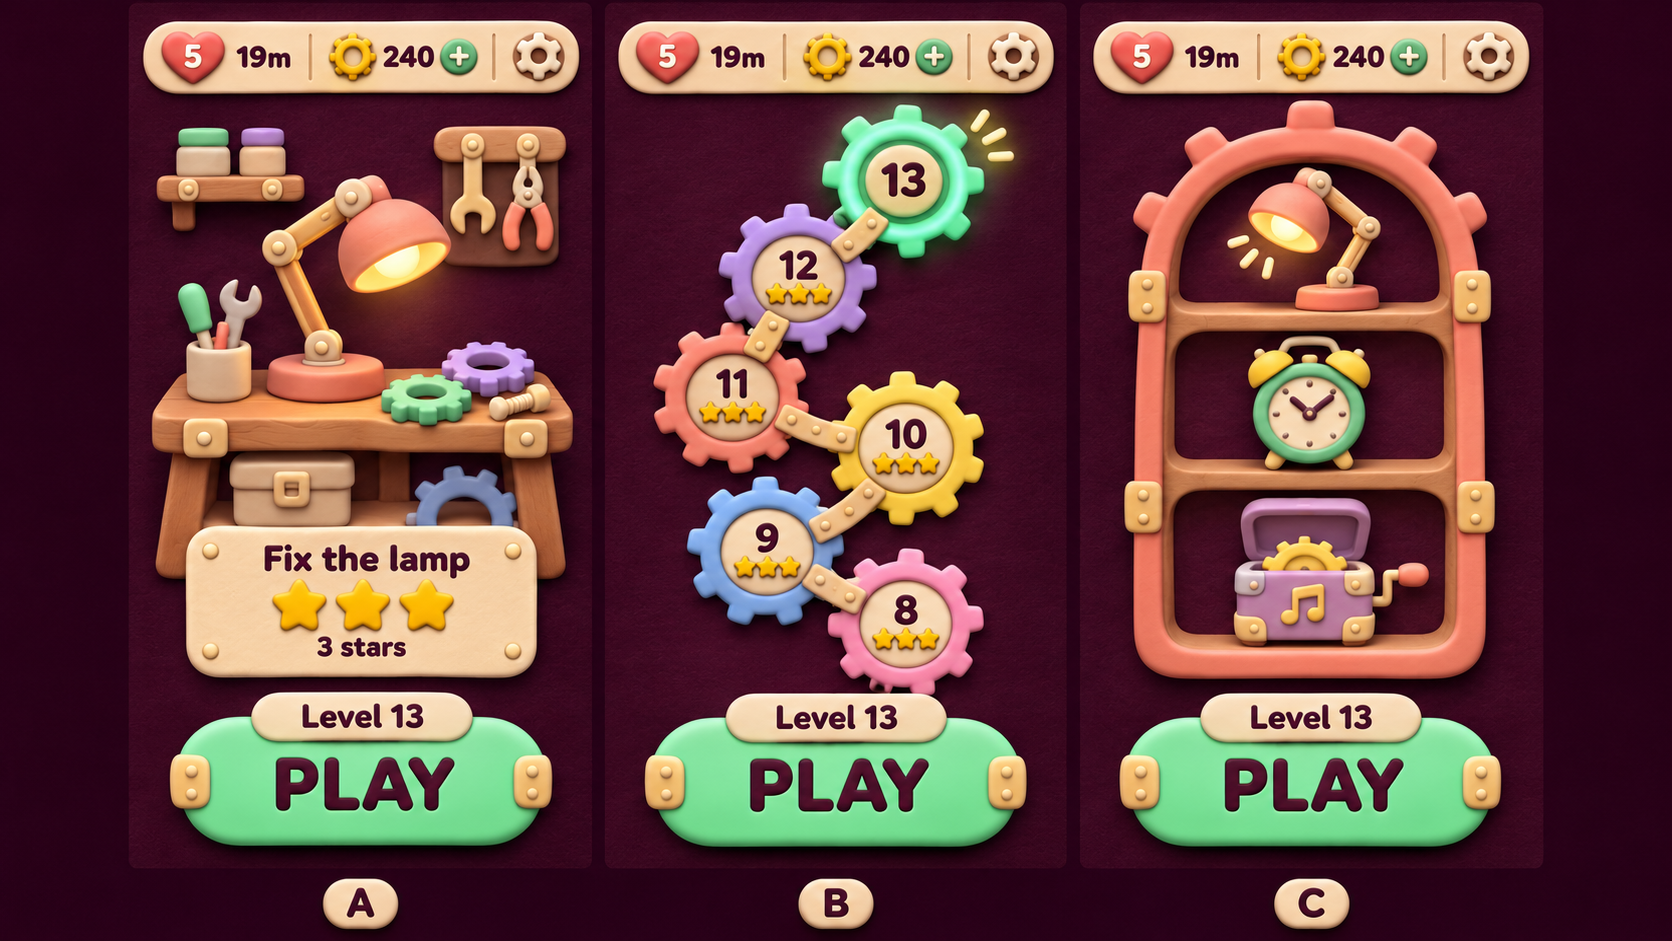 5 19m 240 +
Fix the lamp
3 stars
Level 13
PLAY
A
5 19m 240 +
13
12
11
10
9
8
Level 13
PLAY
B
5 19m 240 +
Level 13
PLAY
C